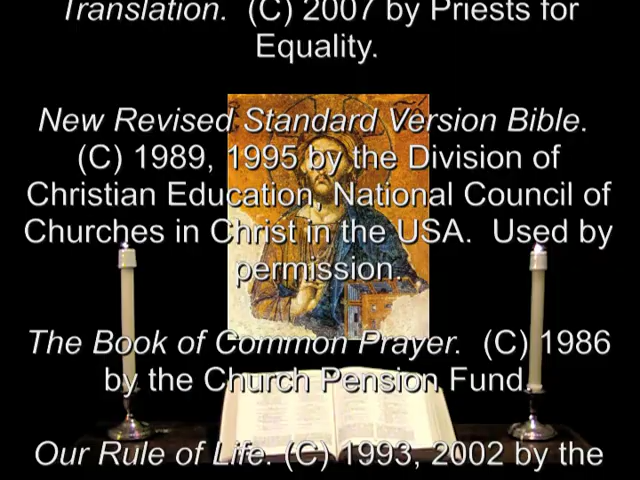 Translation.  (C) 2007 by Priests for
Equality.
New Revised Standard Version Bible.
(C) 1989, 1995 by the Division of
Christian Education, National Council of
Churches in Christ in the USA.  Used by
permission.
The Book of Common Prayer.  (C) 1986
by the Church Pension Fund.
Our Rule of Life. (C) 1993, 2002 by the